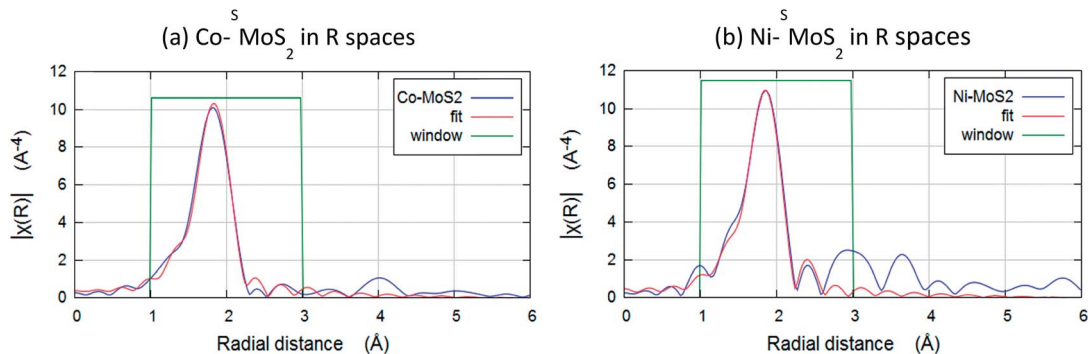 (a) Co- S MoS2 in R spaces
12
10
8
6
4
2
0
|χ(R)| (A-4)
Co-MoS2
fit
window
0 1 2 3 4 5 6
Radial distance (Å)
(b) Ni- S MoS2 in R spaces
12
10
8
6
4
2
0
|χ(R)| (A-4)
Ni-MoS2
fit
window
0 1 2 3 4 5 6
Radial distance (Å)